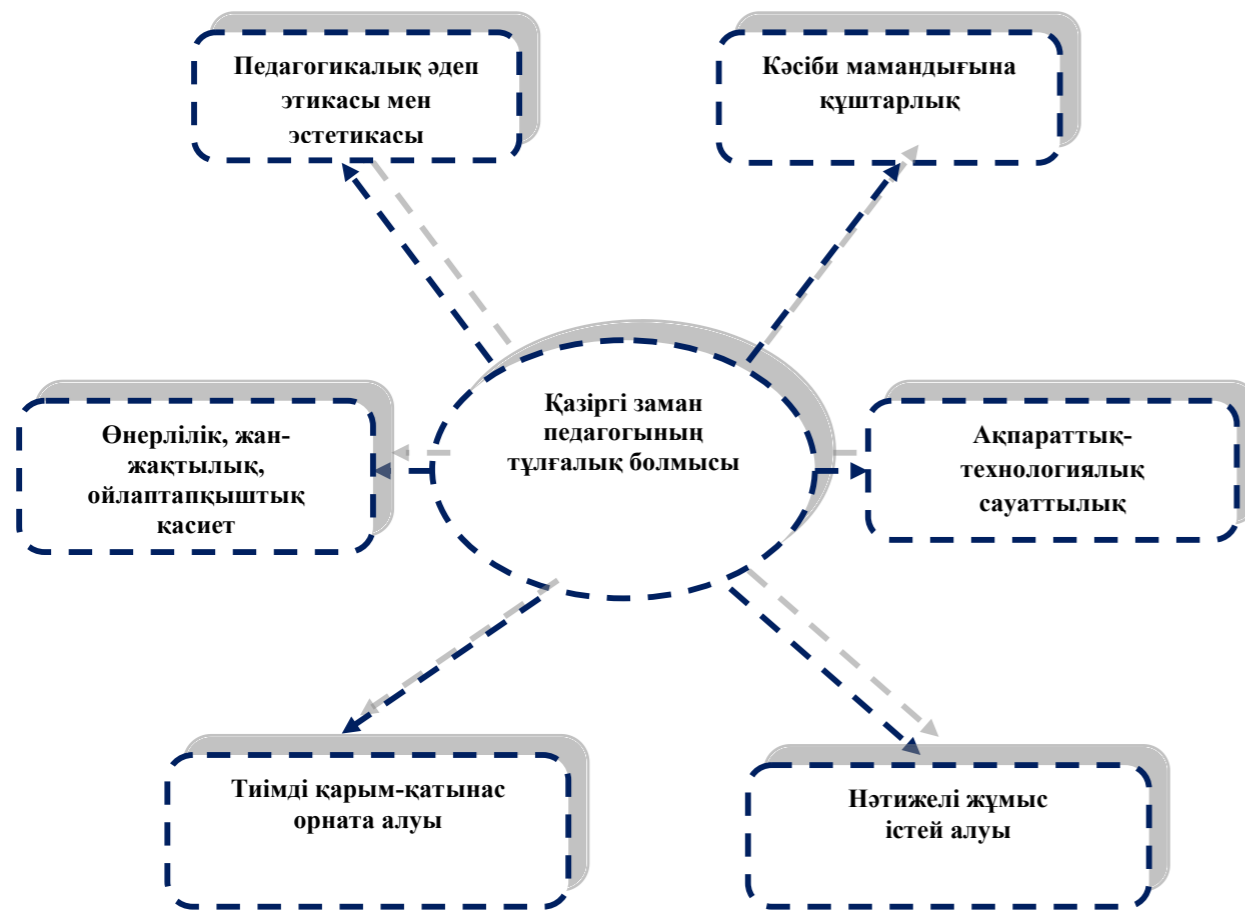 Педагогикалық әдеп
этикасы мен
эстетикасы
Кәсіби мамандығына
құштарлық
Қазіргі заман
педагогының
тұлғалық болмысы
Өнерлілік, жан-
жақтылық,
ойлаптапқыштық
қасиет
Ақпараттық-
технологиялық
сауаттылық
Тиімді қарым-қатынас
орната алуы
Нәтижелі жұмыс
істей алуы